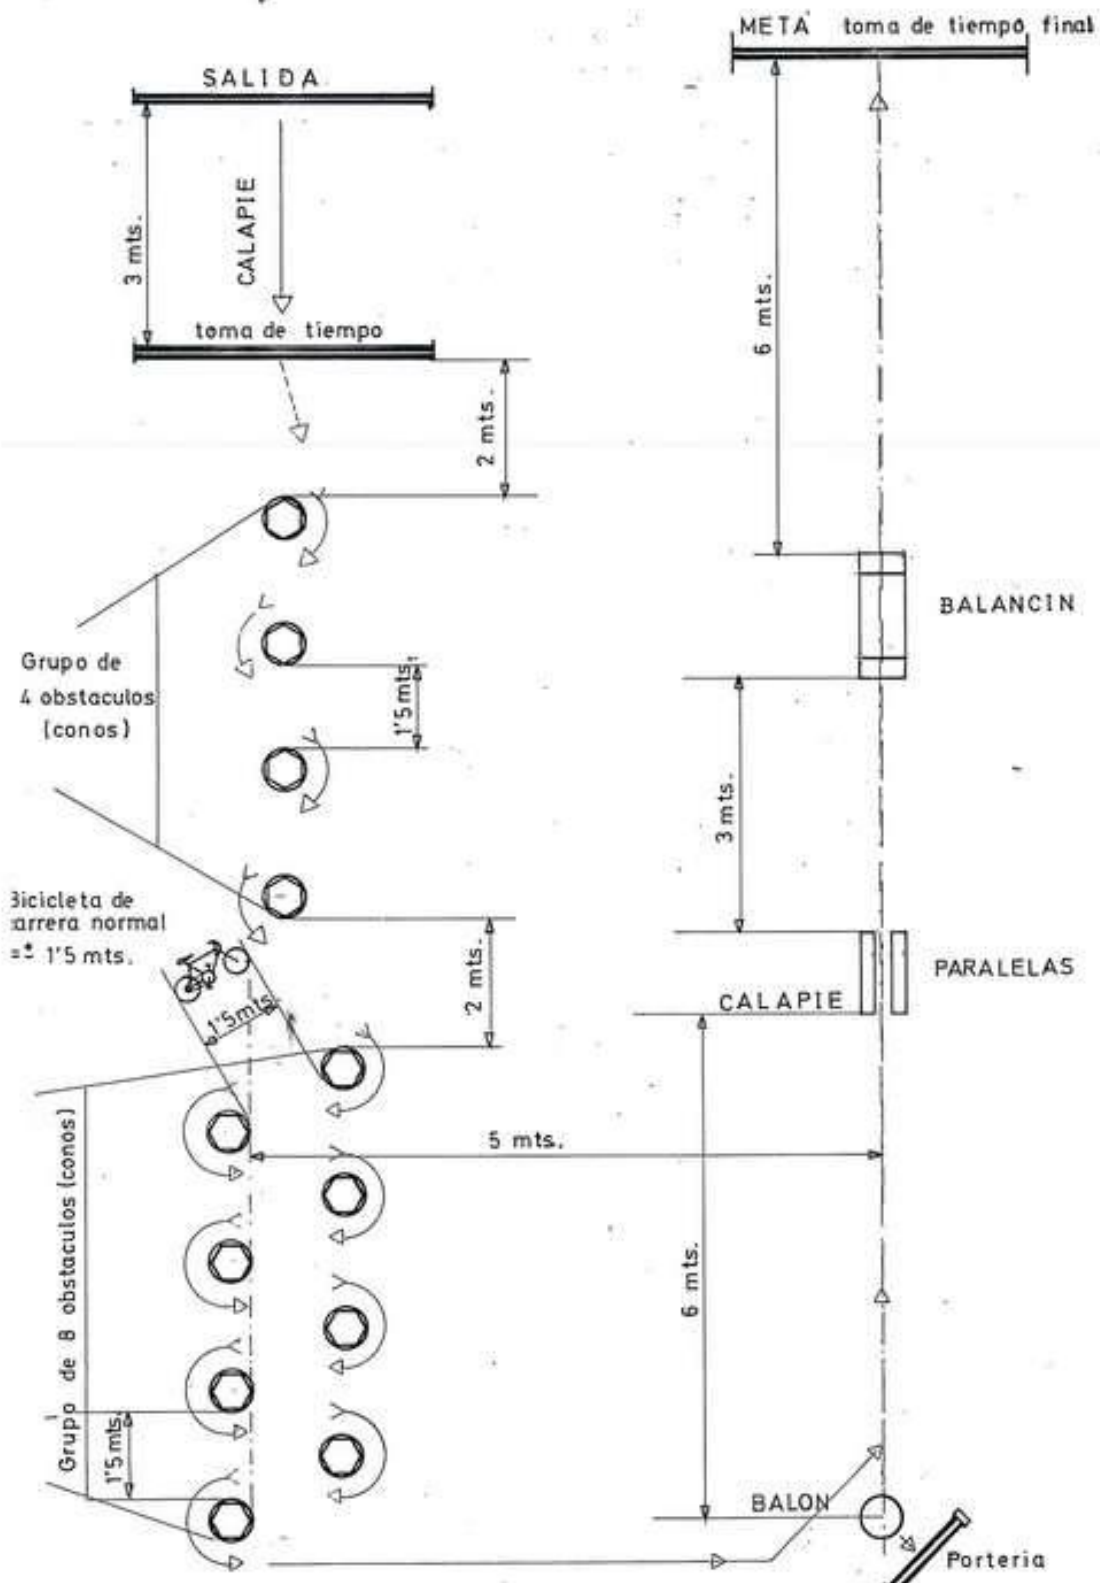 META toma de tiempo final
SALIDA
CALAPIE
3 mts.
toma de tiempo
2 mts.
6 mts.
BALANCIN
Grupo de
4 obstaculos
(conos)
1'5 mts.
3 mts.
Bicicleta de
carrera normal
=± 1'5 mts.
1'5 mts.
2 mts.
PARALELAS
CALAPIE
5 mts.
Grupo de 8 obstaculos (conos)
1'5 mts.
6 mts.
BALON
Porteria